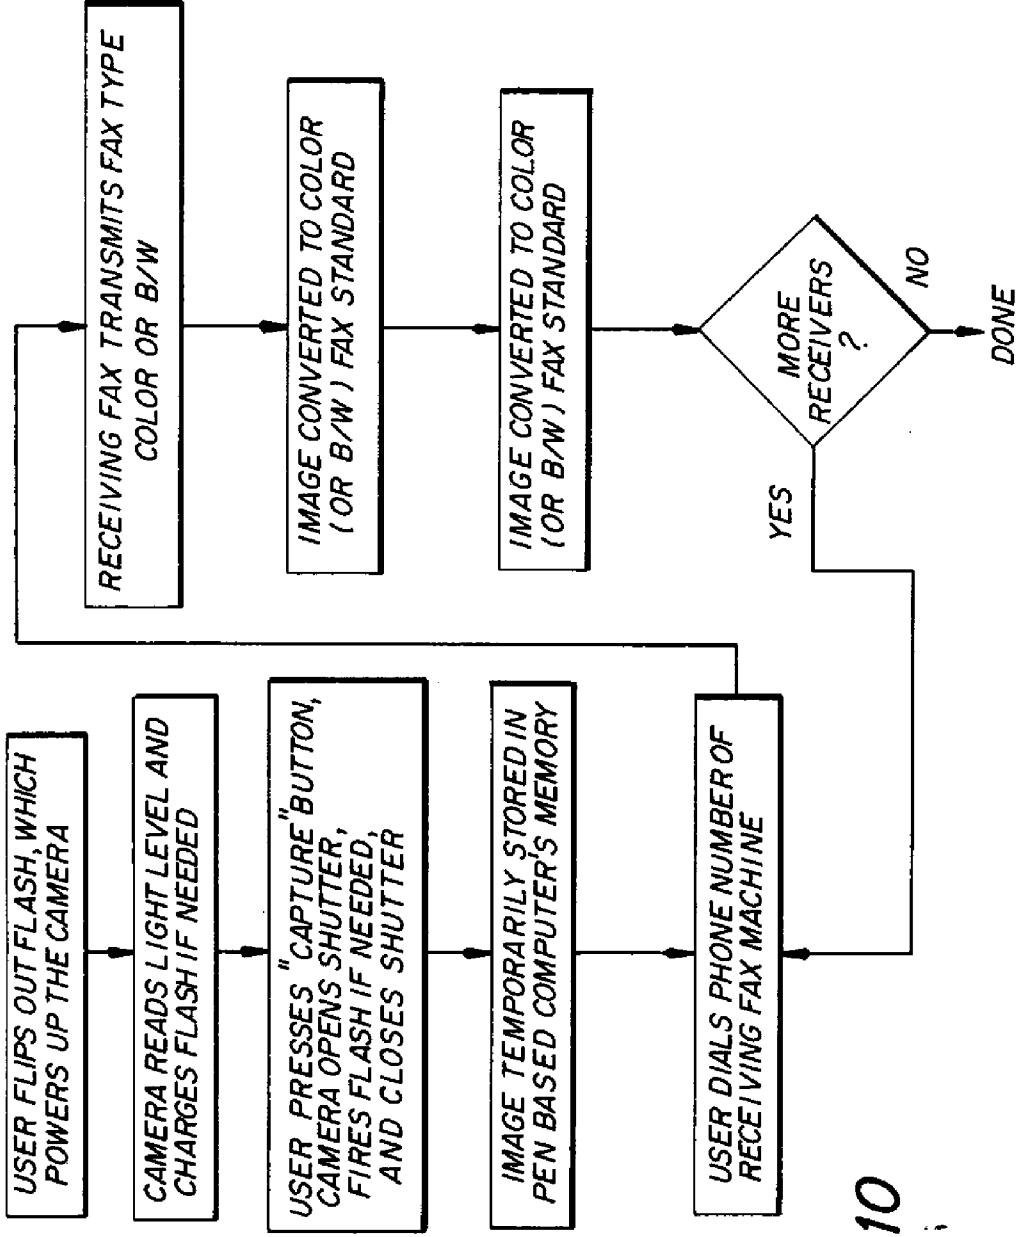 USER FLIPS OUT FLASH, WHICH
POWERS UP THE CAMERA
CAMERA READS LIGHT LEVEL AND
CHARGES FLASH IF NEEDED
USER PRESSES "CAPTURE" BUTTON,
CAMERA OPENS SHUTTER,
FIRES FLASH IF NEEDED,
AND CLOSES SHUTTER
IMAGE TEMPORARILY STORED IN
PEN BASED COMPUTER'S MEMORY
USER DIALS PHONE NUMBER OF
RECEIVING FAX MACHINE
RECEIVING FAX TRANSMITS FAX TYPE
COLOR OR B/W
IMAGE CONVERTED TO COLOR
(OR B/W) FAX STANDARD
IMAGE CONVERTED TO COLOR
(OR B/W) FAX STANDARD
MORE
RECEIVERS
?
YES
NO
DONE
10